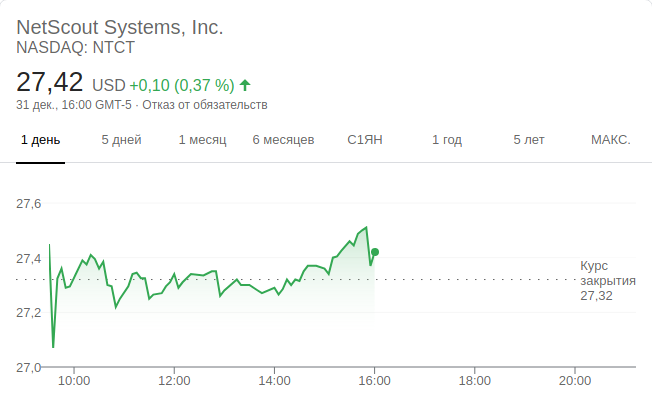 NetScout Systems, Inc.
NASDAQ: NTCT
27,42 USD +0,10 (0,37 %)
31 дек., 16:00 GMT-5 · Отказ от обязательств
1 день 5 дней 1 месяц 6 месяцев С1ЯН 1 год 5 лет МАКС.
27,6
27,4
Курс
закрытия
27,32
27,2
27,0
10:00 12:00 14:00 16:00 18:00 20:00